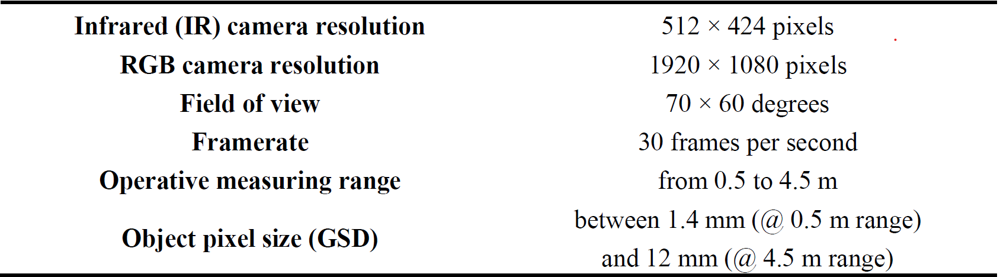 Infrared (IR) camera resolution 512 × 424 pixels
RGB camera resolution 1920 × 1080 pixels
Field of view 70 × 60 degrees
Framerate 30 frames per second
Operative measuring range from 0.5 to 4.5 m
Object pixel size (GSD) between 1.4 mm (@ 0.5 m range)
and 12 mm (@ 4.5 m range)